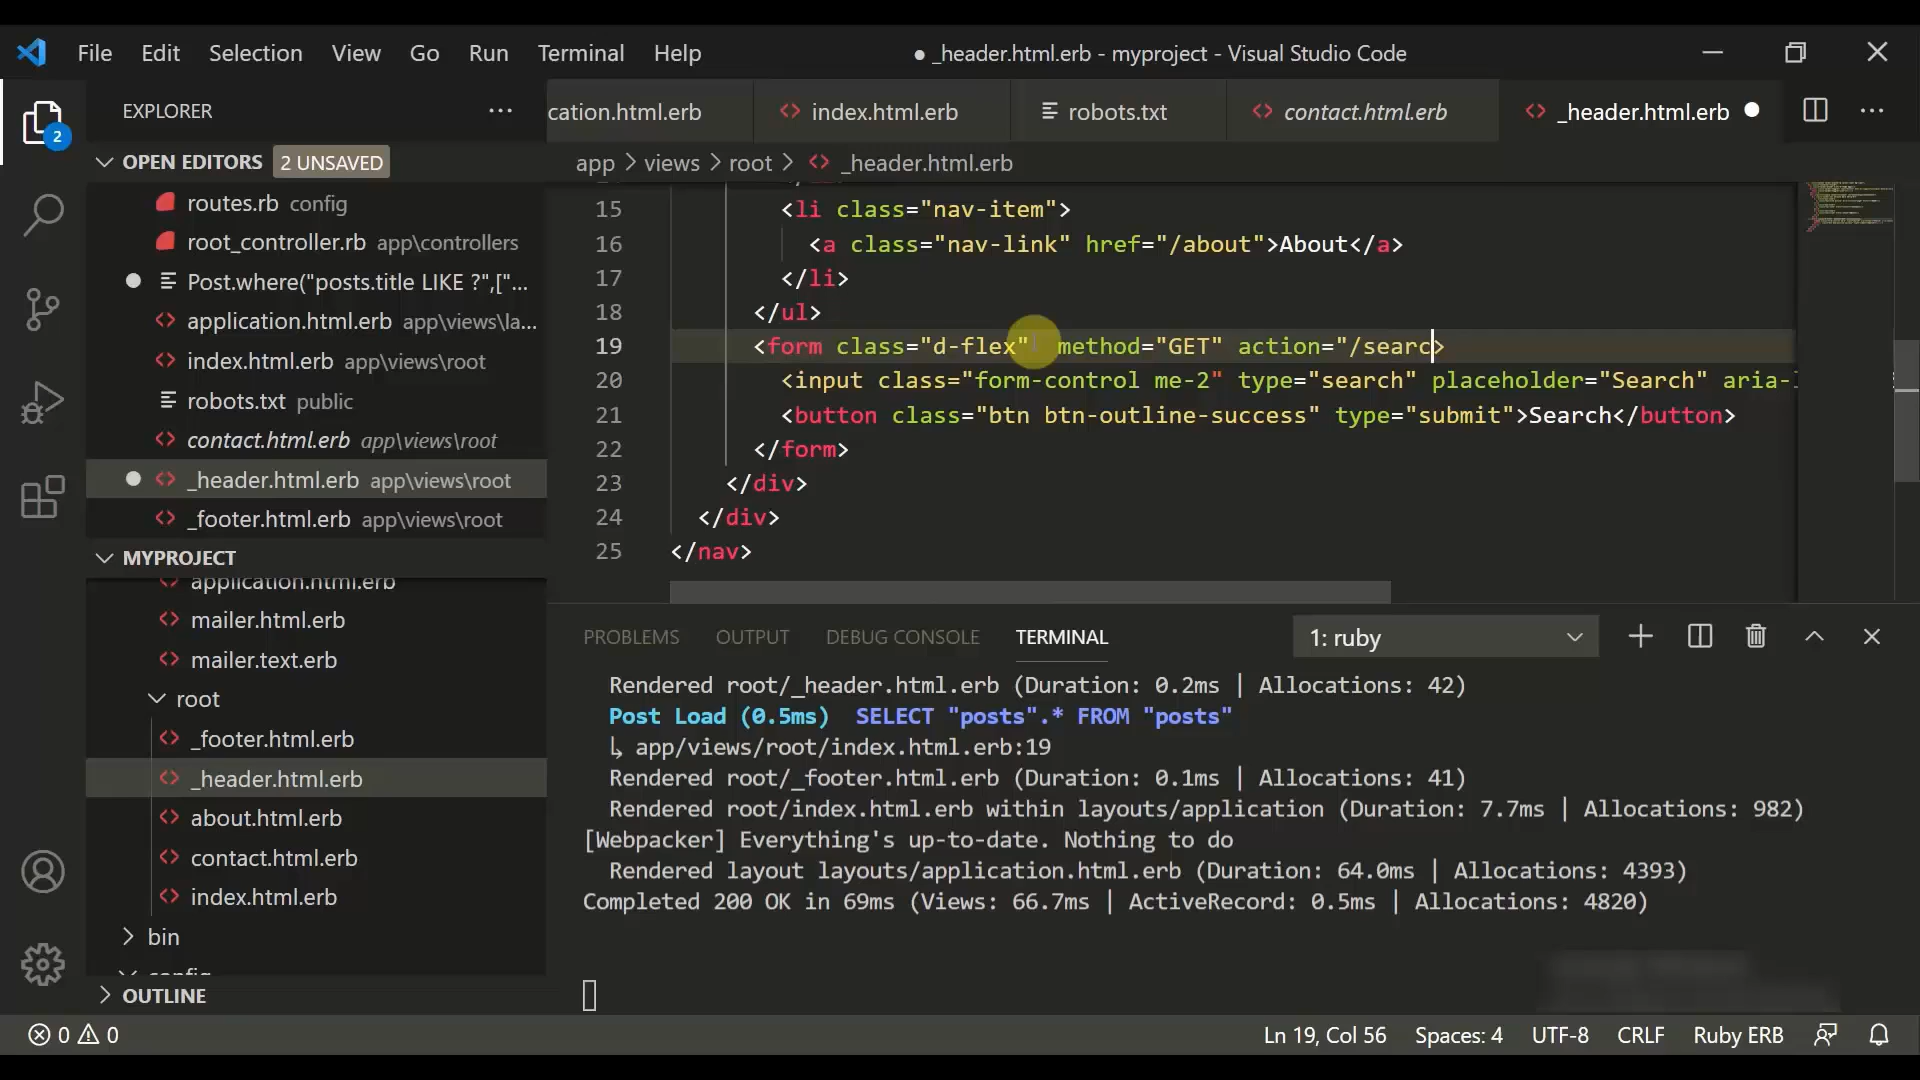 File Edit Selection View Go Run Terminal Help
● _header.html.erb - myproject - Visual Studio Code
2
EXPLORER
cation.html.erb
index.html.erb
robots.txt
contact.html.erb
_header.html.erb
OPEN EDITORS 2 UNSAVED
app > views > root > _header.html.erb
routes.rb config
root_controller.rb app\controllers
Post.where("posts.title LIKE ?",["...
application.html.erb app\views\la...
index.html.erb app\views\root
robots.txt public
contact.html.erb app\views\root
_header.html.erb app\views\root
_footer.html.erb app\views\root
MYPROJECT
application.html.erb
mailer.html.erb
mailer.text.erb
root
_footer.html.erb
_header.html.erb
about.html.erb
contact.html.erb
index.html.erb
bin
config
OUTLINE
15 <li class="nav-item">
16 <a class="nav-link" href="/about">About</a>
17 </li>
18 </ul>
19 <form class="d-flex" method="GET" action="/searc>
20 <input class="form-control me-2" type="search" placeholder="Search" aria-
21 <button class="btn btn-outline-success" type="submit">Search</button>
22 </form>
23 </div>
24 </div>
25 </nav>
PROBLEMS OUTPUT DEBUG CONSOLE TERMINAL 1: ruby
Rendered root/_header.html.erb (Duration: 0.2ms | Allocations: 42)
Post Load (0.5ms) SELECT "posts".* FROM "posts"
↳ app/views/root/index.html.erb:19
Rendered root/_footer.html.erb (Duration: 0.1ms | Allocations: 41)
Rendered root/index.html.erb within layouts/application (Duration: 7.7ms | Allocations: 982)
[Webpacker] Everything's up-to-date. Nothing to do
Rendered layout layouts/application.html.erb (Duration: 64.0ms | Allocations: 4393)
Completed 200 OK in 69ms (Views: 66.7ms | ActiveRecord: 0.5ms | Allocations: 4820)
0 0
Ln 19, Col 56 Spaces: 4 UTF-8 CRLF Ruby ERB